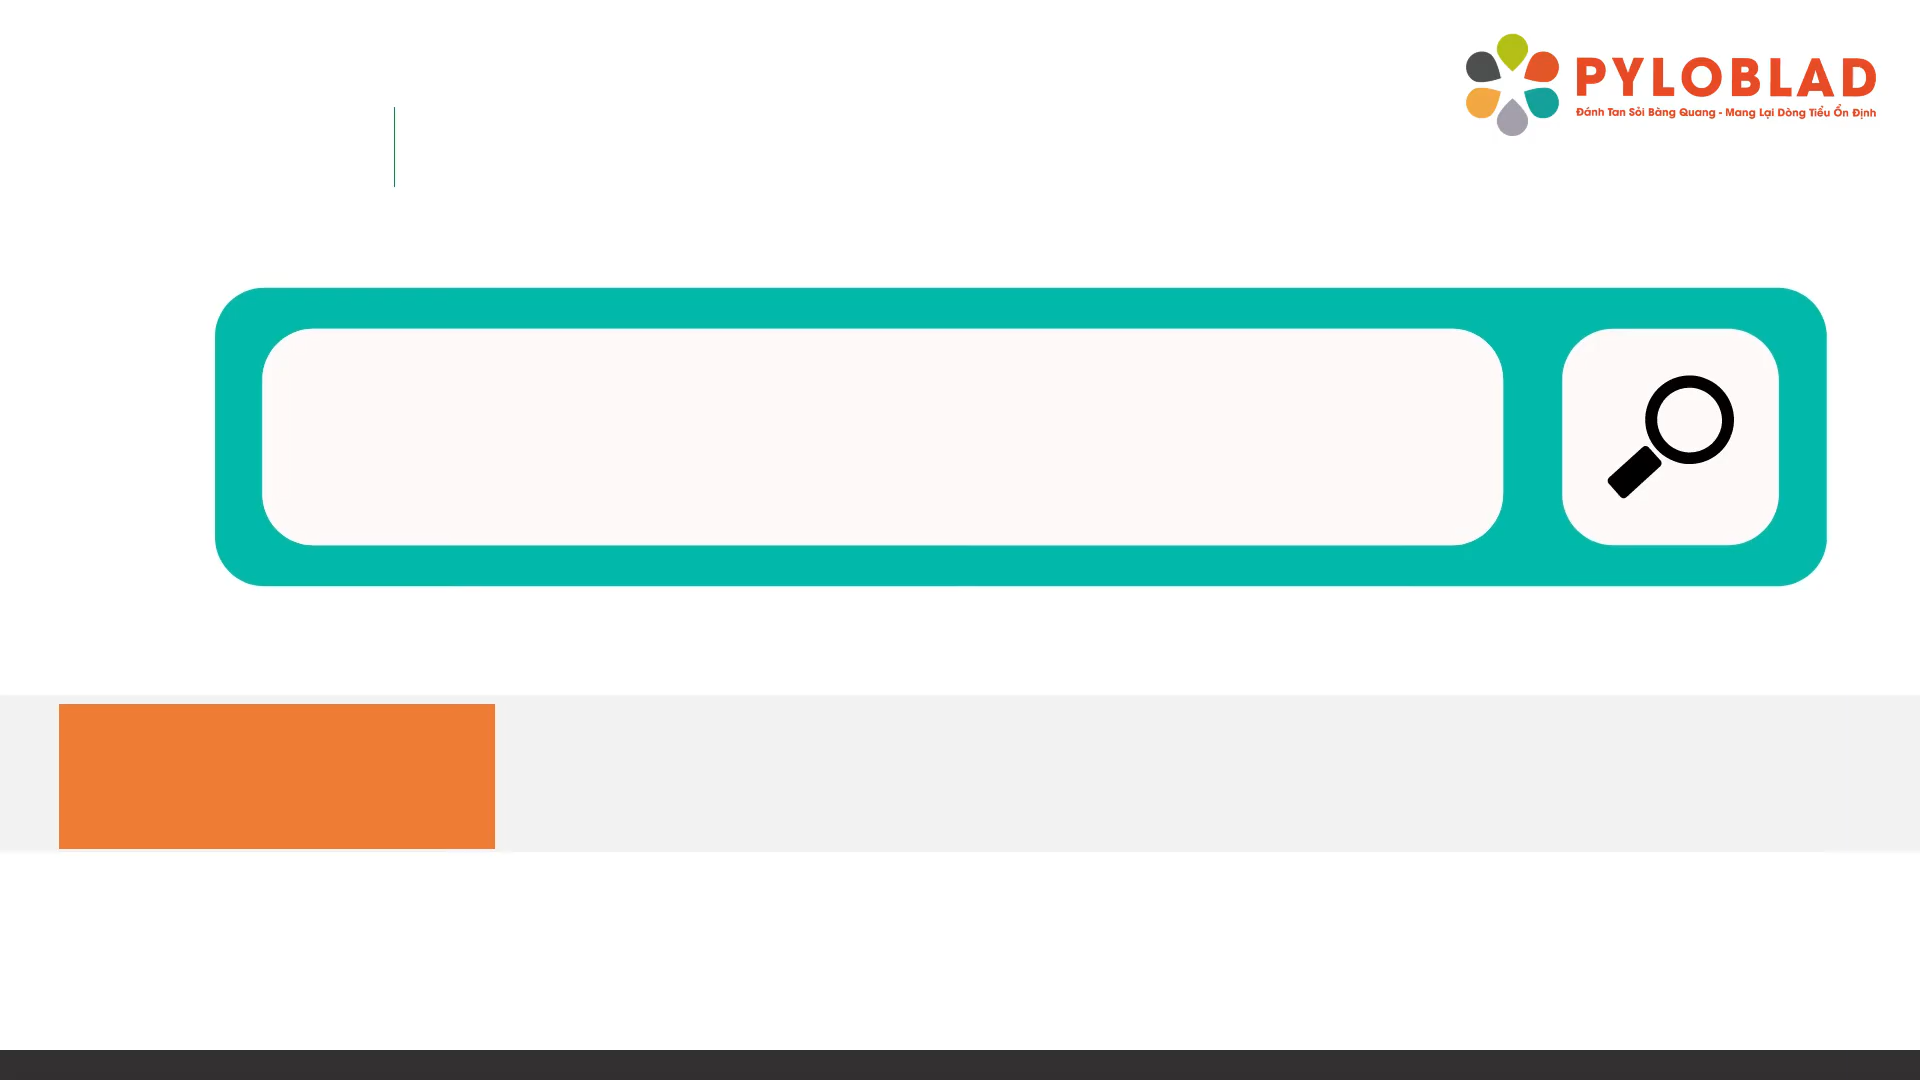 PYLOBLAD
Đánh Tan Sỏi Bàng Quang - Mang Lại Dòng Tiểu Ổn Định